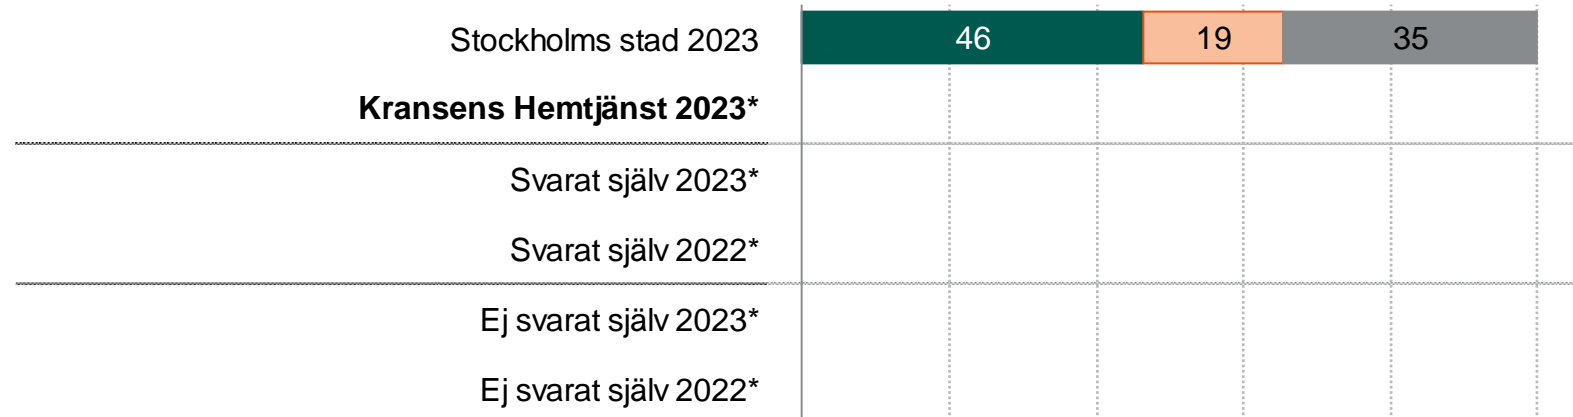 Stockholms stad 2023 46 19 35
Kransens Hemtjänst 2023*
Svarat själv 2023*
Svarat själv 2022*
Ej svarat själv 2023*
Ej svarat själv 2022*